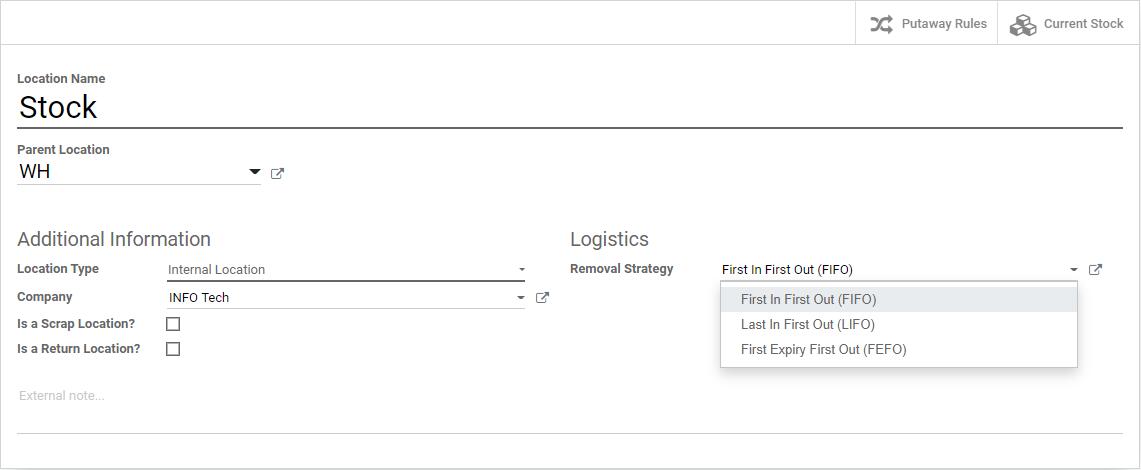 Putaway Rules
Current Stock
Location Name
Stock
Parent Location
WH
Additional Information
Location Type Internal Location
Company INFO Tech
Is a Scrap Location?
Is a Return Location?
External note...
Logistics
Removal Strategy First In First Out (FIFO)
First In First Out (FIFO)
Last In First Out (LIFO)
First Expiry First Out (FEFO)